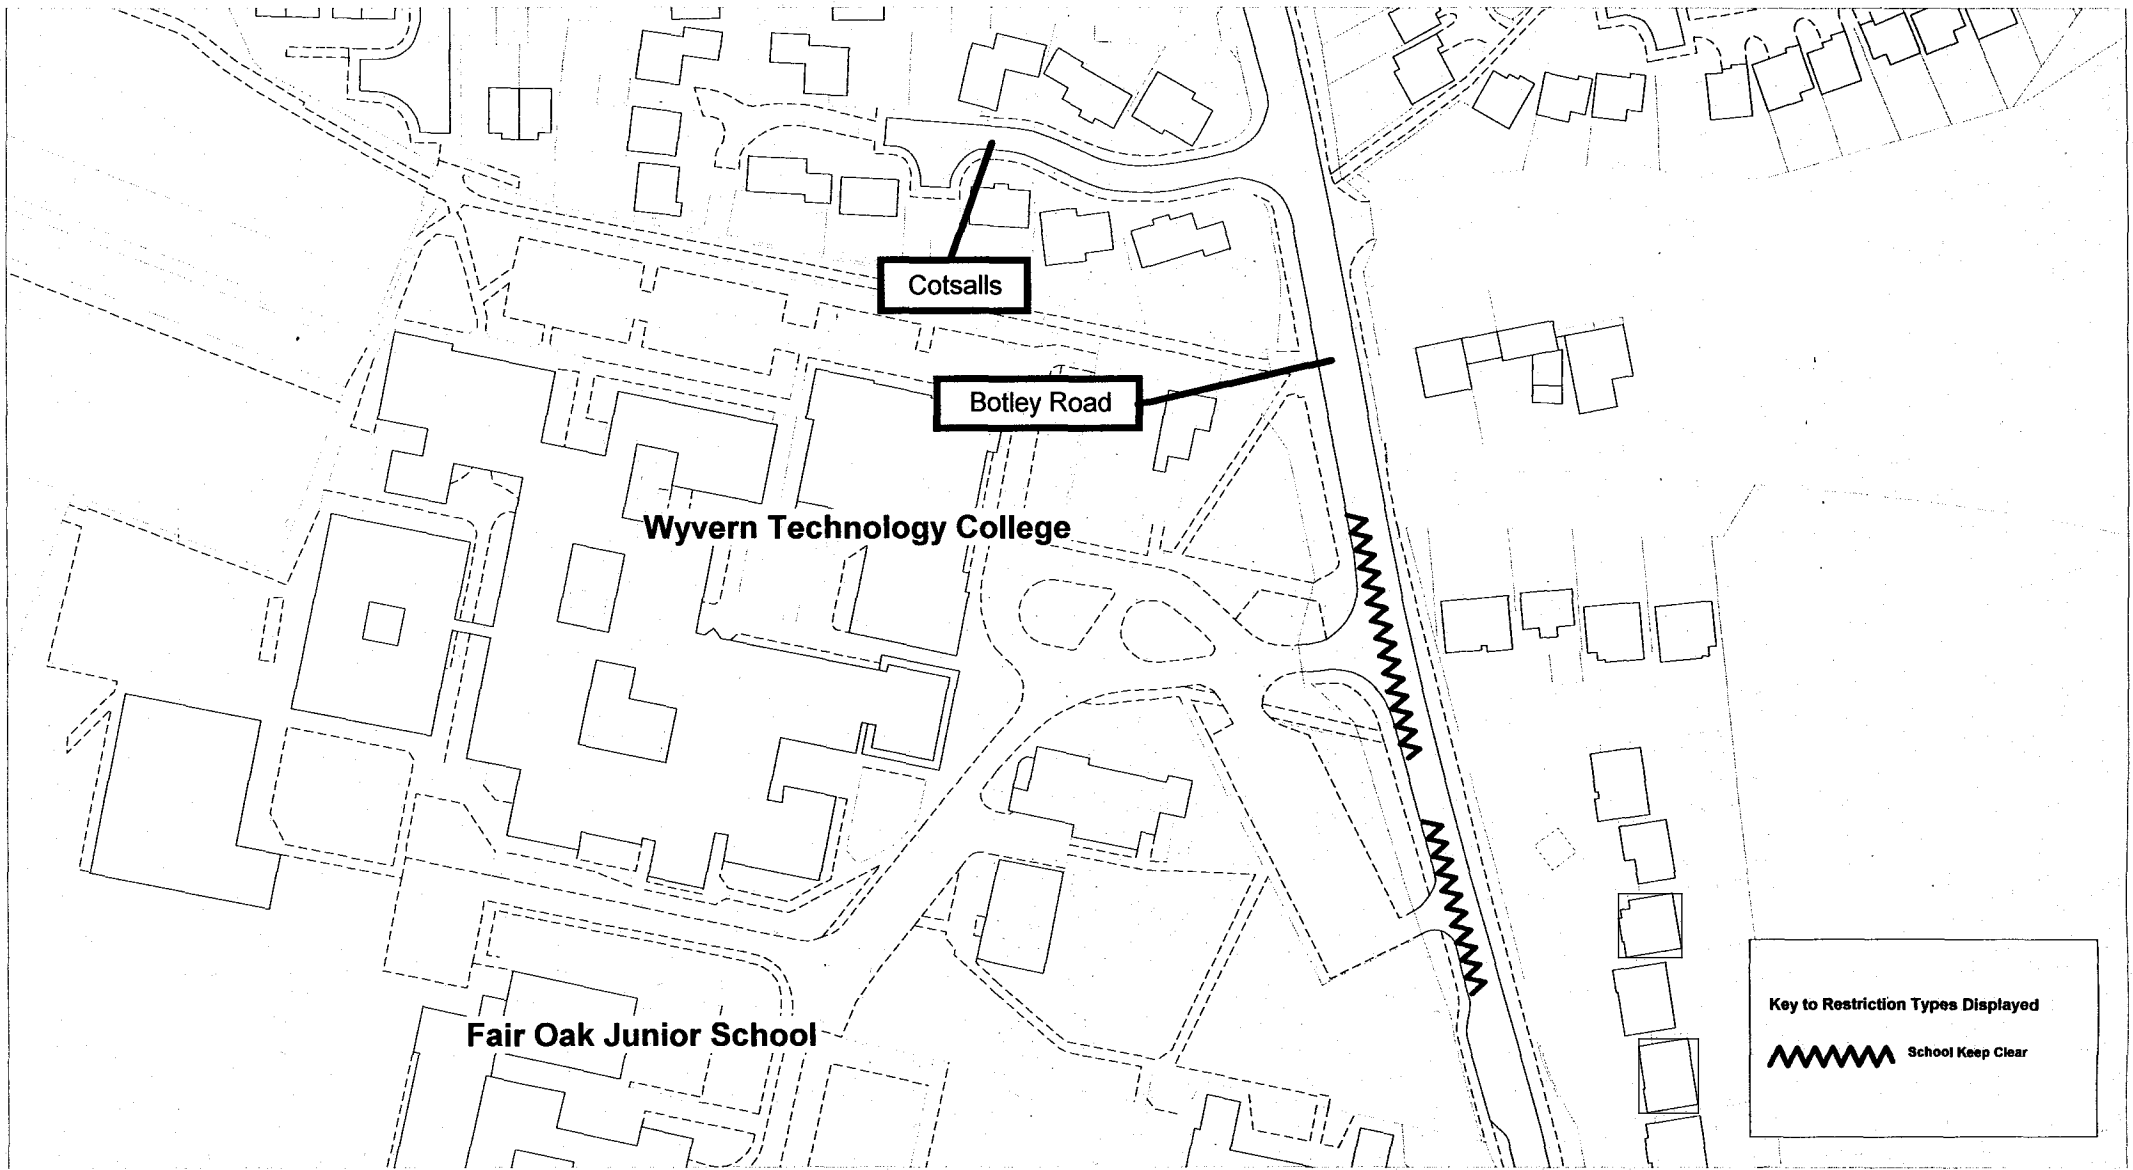 Cotsalls
Botley Road
Wyvern Technology College
Fair Oak Junior School
Key to Restriction Types Displayed
School Keep Clear